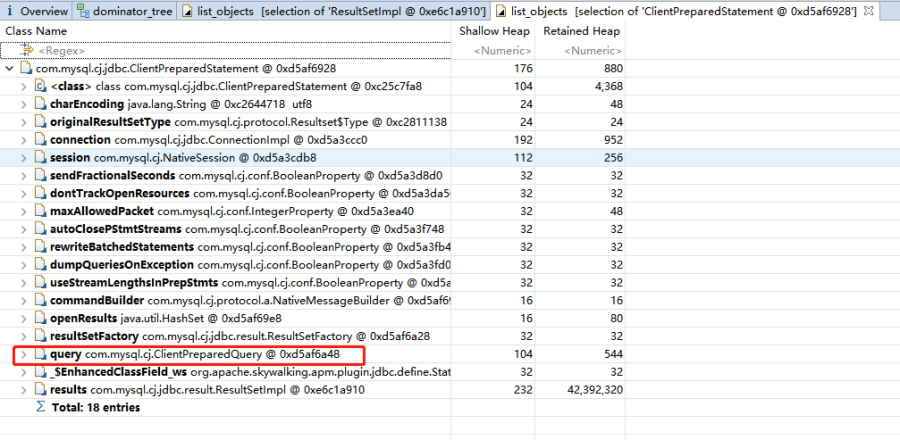 i Overview dominator_tree list_objects [selection of 'ResultSetImpl @ 0xe6c1a910'] list_objects [selection of 'ClientPreparedStatement @ 0xd5af6928']
Class Name Shallow Heap Retained Heap
<Regex> <Numeric> <Numeric>
com.mysql.cj.jdbc.ClientPreparedStatement @ 0xd5af6928 176 880
<class> class com.mysql.cj.jdbc.ClientPreparedStatement @ 0xc25c7fa8 104 4,368
charEncoding java.lang.String @ 0xc2644718 utf8 24 48
originalResultSetType com.mysql.cj.protocol.Resultset$Type @ 0xc2811138 24 24
connection com.mysql.cj.jdbc.ConnectionImpl @ 0xd5a3ccc0 192 952
session com.mysql.cj.NativeSession @ 0xd5a3cdb8 112 256
sendFractionalSeconds com.mysql.cj.conf.BooleanProperty @ 0xd5a3d8d0 32 32
dontTrackOpenResources com.mysql.cj.conf.BooleanProperty @ 0xd5a3da5 32 32
maxAllowedPacket com.mysql.cj.conf.IntegerProperty @ 0xd5a3ea40 32 48
autoClosePStmtStreams com.mysql.cj.conf.BooleanProperty @ 0xd5a3f748 32 32
rewriteBatchedStatements com.mysql.cj.conf.BooleanProperty @ 0xd5a3fb4 32 32
dumpQueriesOnException com.mysql.cj.conf.BooleanProperty @ 0xd5a3fd0 32 32
useStreamLengthsInPrepStmts com.mysql.cj.conf.BooleanProperty @ 0xd5a 32 32
commandBuilder com.mysql.cj.protocol.a.NativeMessageBuilder @ 0xd5af69 16 16
openResults java.util.HashSet @ 0xd5af69e8 16 80
resultSetFactory com.mysql.cj.jdbc.result.ResultSetFactory @ 0xd5af6a28 32 32
query com.mysql.cj.ClientPreparedQuery @ 0xd5af6a48 104 544
_$EnhancedClassField_ws org.apache.skywalking.apm.plugin.jdbc.define.Stat 32 32
results com.mysql.cj.jdbc.result.ResultSetImpl @ 0xe6c1a910 232 42,392,320
Σ Total: 18 entries